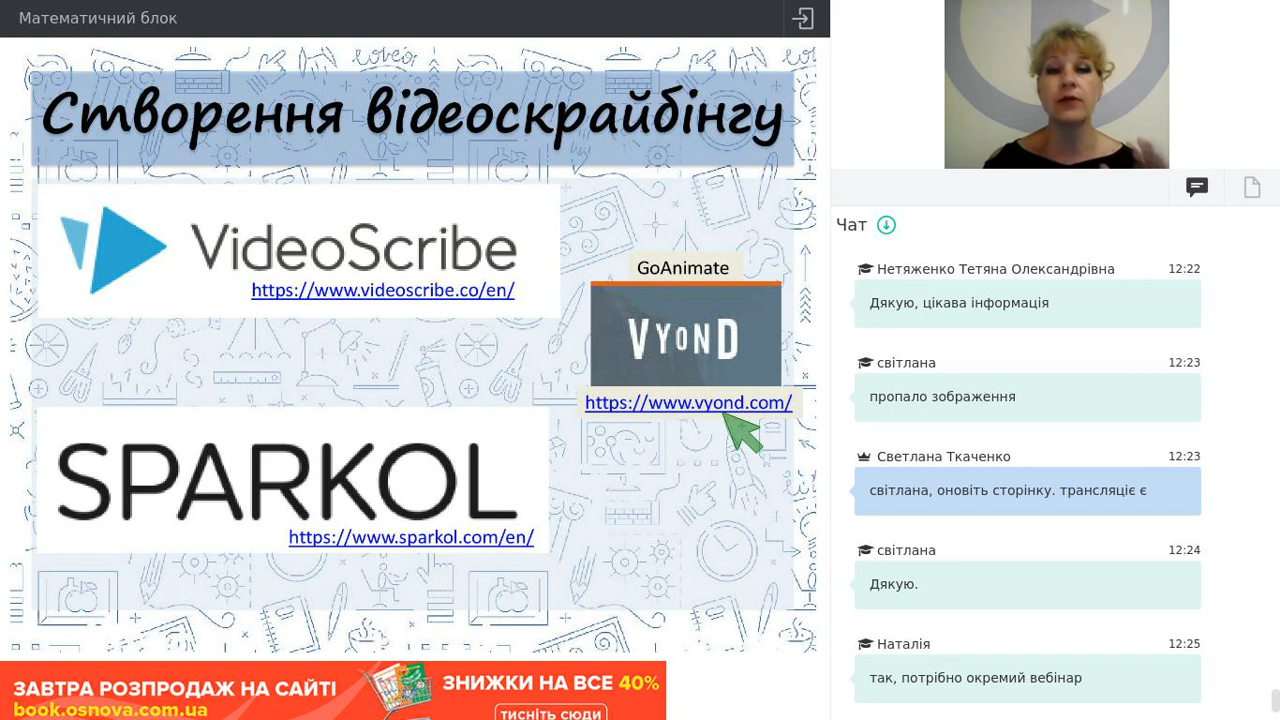 Математичний блок
Створення відеоскрайбінгу
VideoScribe
https://www.videoscribe.co/en/
GoAnimate
VYOND
https://www.vyond.com/
SPARKOL
https://www.sparkol.com/en/
ЗАВТРА РОЗПРОДАЖ НА САЙТІ
book.osnova.com.ua
ЗНИЖКИ НА ВСЕ 40%
тисніть сюди
Чат
Нетяженко Тетяна Олександрівна 12:22
Дякую, цікава інформація
світлана 12:23
пропало зображення
Светлана Ткаченко 12:23
світлана, оновіть сторінку. трансляціє є
світлана 12:24
Дякую.
Наталія 12:25
так, потрібно окремий вебінар